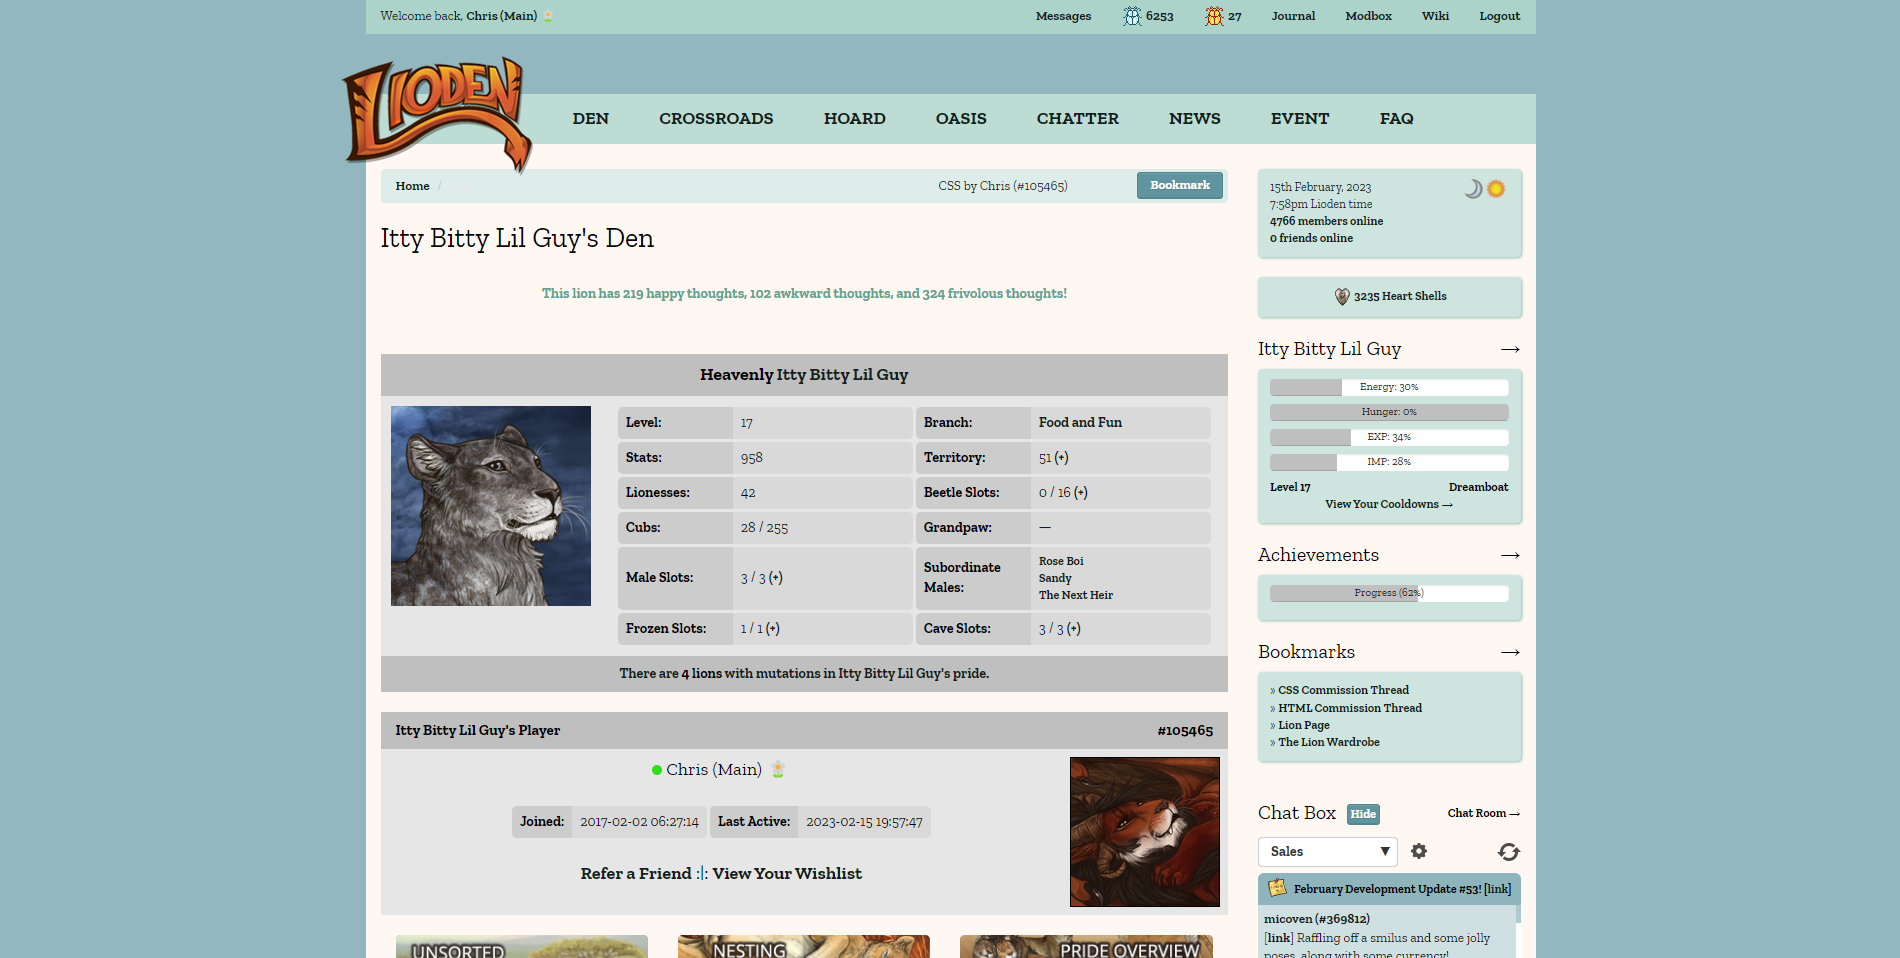 Welcome back, Chris (Main)
Messages 6253 27 Journal Modbox Wiki Logout
LIODEN
DEN CROSSROADS HOARD OASIS CHATTER NEWS EVENT FAQ
Home /
CSS by Chris (#105465)
Bookmark
Itty Bitty Lil Guy's Den
This lion has 219 happy thoughts, 102 awkward thoughts, and 324 frivolous thoughts!
Heavenly Itty Bitty Lil Guy
Level: 17 Branch: Food and Fun
Stats: 958 Territory: 51 (+)
Lionesses: 42 Beetle Slots: 0 / 16 (+)
Cubs: 28 / 255 Grandpaw: —
Male Slots: 3 / 3 (+) Subordinate Males:
Rose Boi
Sandy
The Next Heir
Frozen Slots: 1 / 1 (+) Cave Slots: 3 / 3 (+)
There are 4 lions with mutations in Itty Bitty Lil Guy's pride.
Itty Bitty Lil Guy's Player #105465
Chris (Main)
Joined: 2017-02-02 06:27:14 Last Active: 2023-02-15 19:57:47
Refer a Friend :|: View Your Wishlist
UNSORTED NESTING PRIDE OVERVIEW
15th February, 2023
7:58pm Lioden time
4766 members online
0 friends online
3235 Heart Shells
Itty Bitty Lil Guy →
Energy: 30%
Hunger: 0%
EXP: 34%
IMP: 28%
Level 17 Dreamboat
View Your Cooldowns →
Achievements →
Progress (62%)
Bookmarks →
» CSS Commission Thread
» HTML Commission Thread
» Lion Page
» The Lion Wardrobe
Chat Box Hide Chat Room →
Sales ▼
February Development Update #53! [link]
micoven (#369812)
[link] Raffling off a smilus and some jolly
poses, along with some currency!